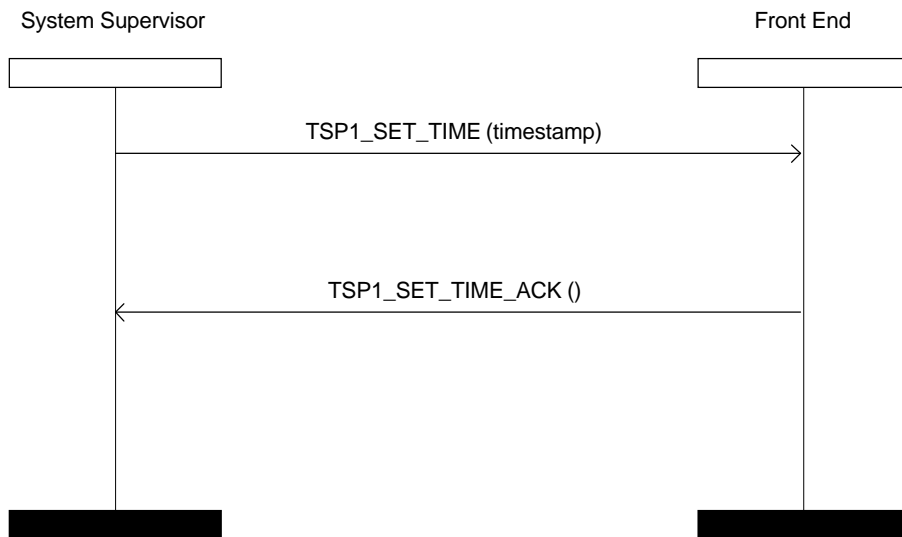 System Supervisor
Front End
TSP1_SET_TIME (timestamp)
TSP1_SET_TIME_ACK ()